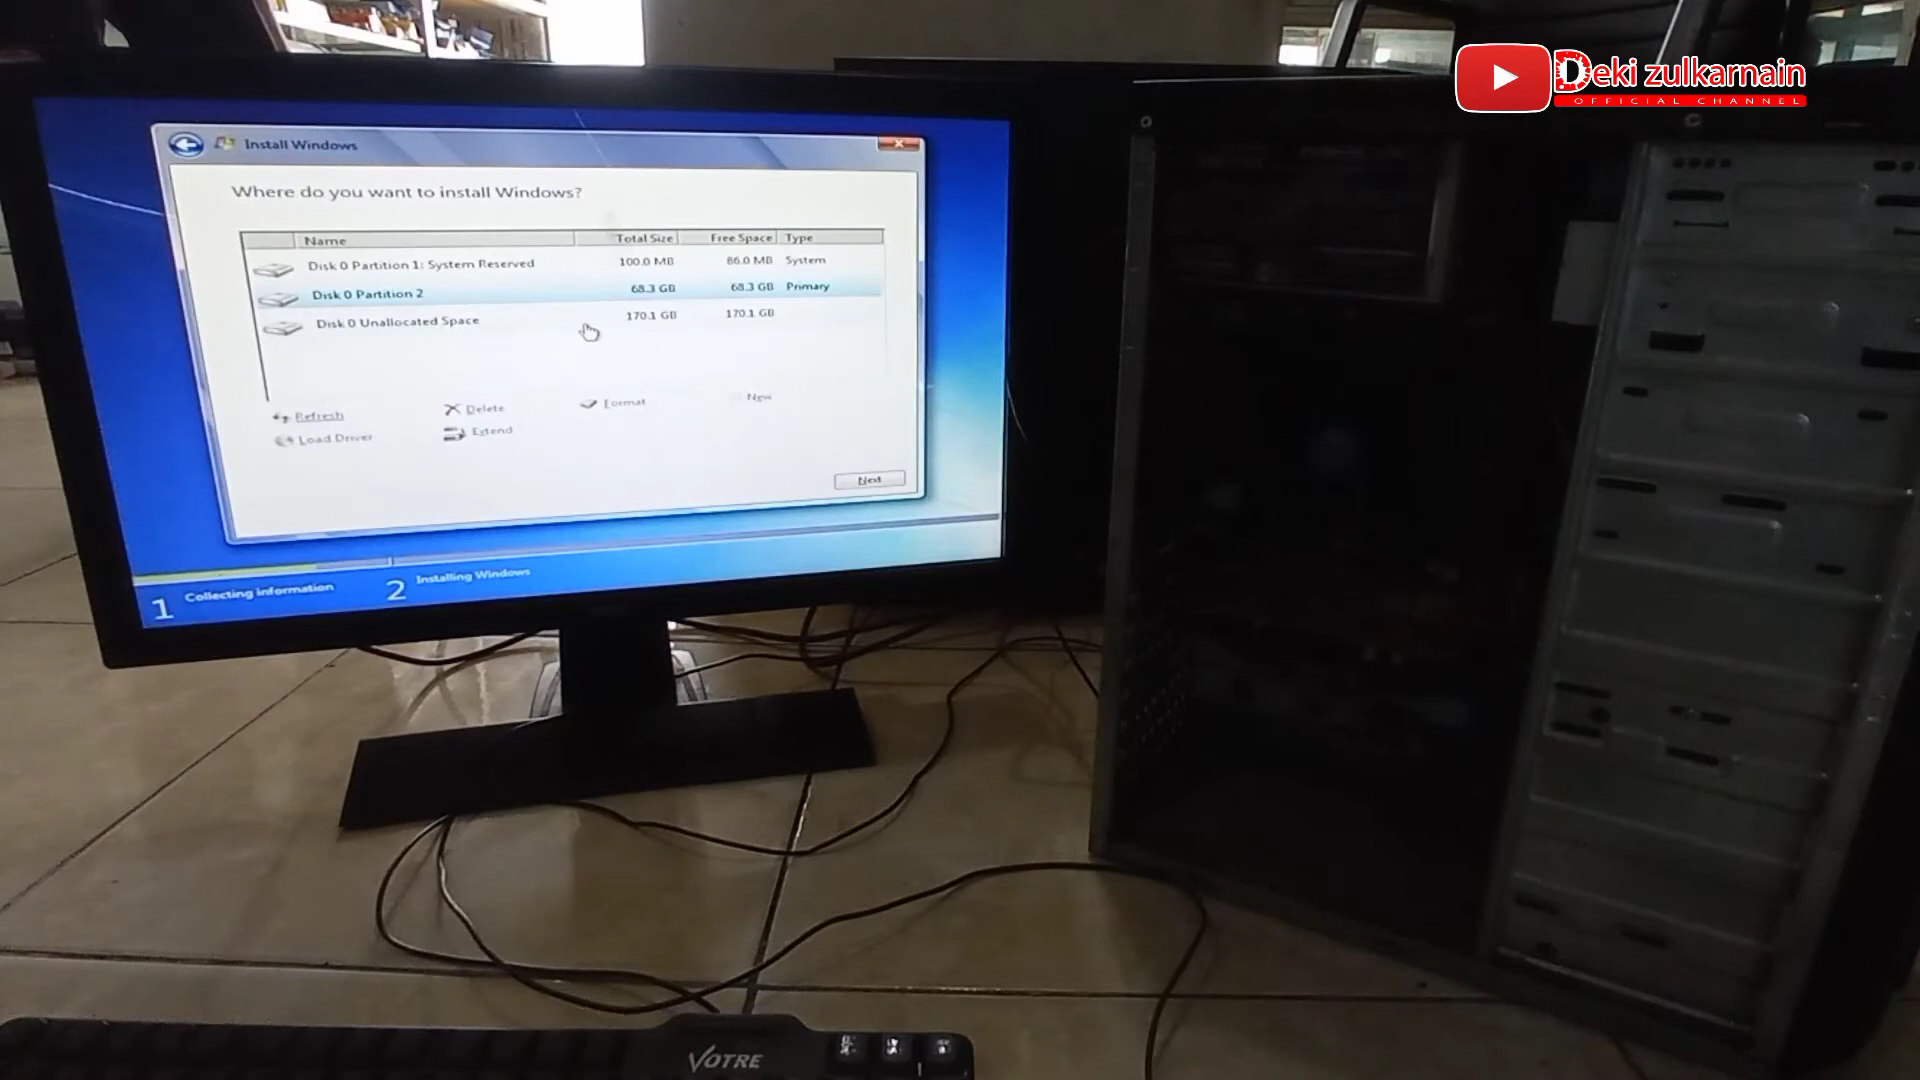 Deki zulkarnain
OFFICIAL CHANNEL
Install Windows
Where do you want to install Windows?
Name Total Size Free Space Type
Disk 0 Partition 1: System Reserved 100.0 MB 86.0 MB System
Disk 0 Partition 2 68.3 GB 68.3 GB Primary
Disk 0 Unallocated Space 170.1 GB 170.1 GB
Refresh Delete Format New
Load Driver Extend
Next
1 Collecting information 2 Installing Windows
VOTRE